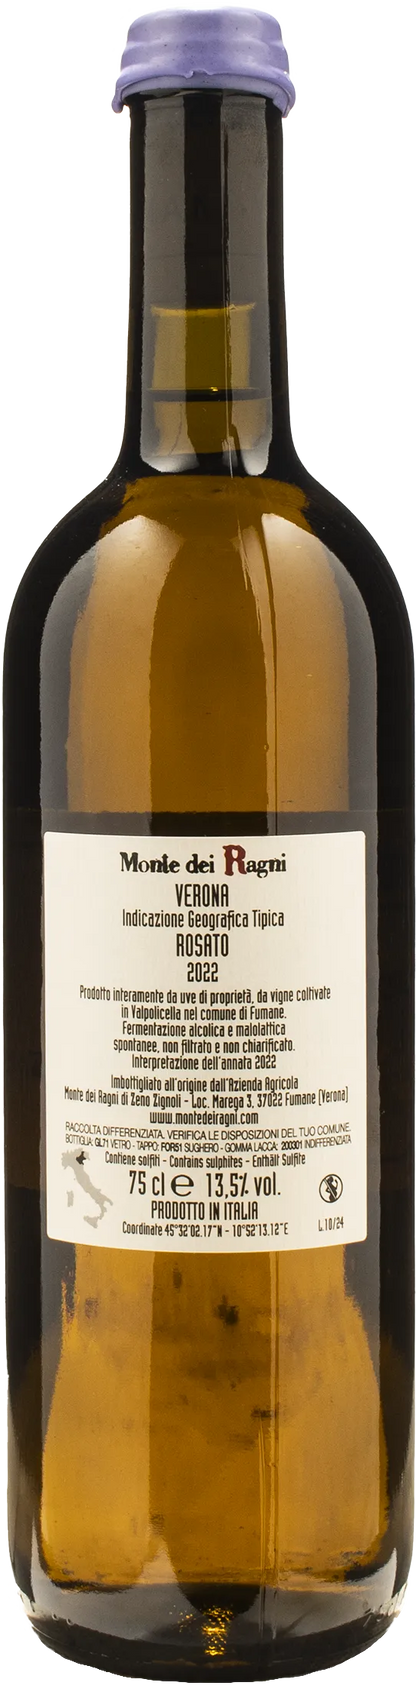 Monte dei Ragni
VERONA
Indicazione Geografica Tipica
ROSATO
2022
Prodotto interamente da uve di proprietà, da vigne coltivate
in Valpolicella nel comune di Fumane.
Fermentazione alcolica e malolattica
spontanee, non filtrato e non chiarificato.
Interpretazione dell'annata 2022
Imbottigliato all'origine dall'Azienda Agricola
Monte dei Ragni di Zeno Zignoli - Loc. Marega 3, 37022 Fumane (Verona)
www.montedeiragni.com
RACCOLTA DIFFERENZIATA. VERIFICA LE DISPOSIZIONI DEL TUO COMUNE.
BOTTIGLIA: GL71 VETRO - TAPPO: FOR51 SUGHERO - GOMMA LACCA: 200301 INDIFFERENZIATA
Contiene solfiti - Contains sulphites - Enthält Sulfite
75 cl e 13,5% vol.
PRODOTTO IN ITALIA
Coordinate 45°32'02.17"N - 10°52'13.12"E
L.10/24